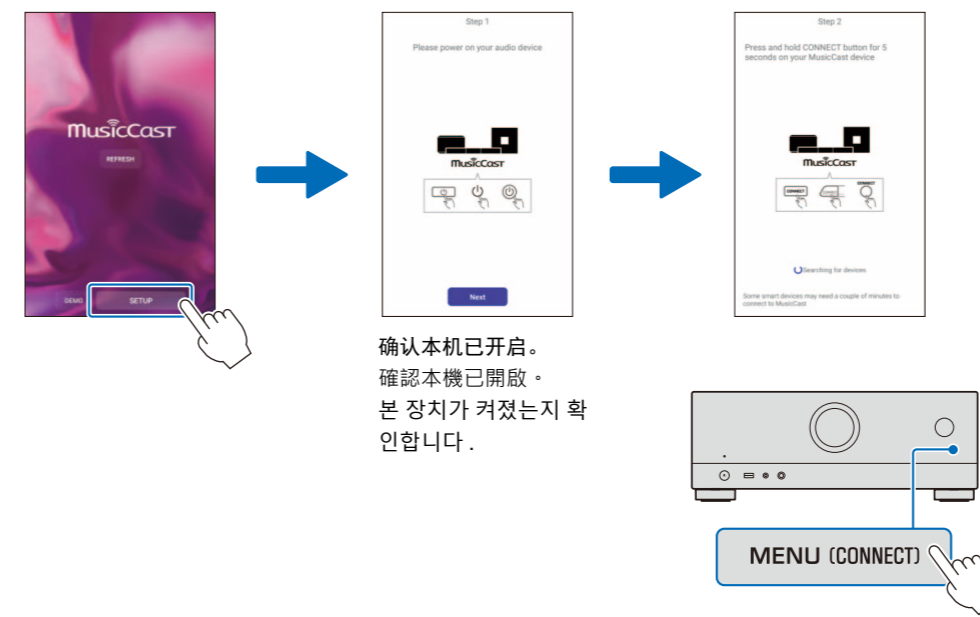 MusicCast
REFRESH
DEMO
SETUP
Step 1
Please power on your audio device
MusicCast
Next
确认本机已开启。
確認本機已開啟。
본 장치가 켜졌는지 확
인합니다 .
Step 2
Press and hold CONNECT button for 5
seconds on your MusicCast device
MusicCast
CONNECT
CONNECT
CONNECT
Searching for devices
Some smart devices may need a couple of minutes to
connect to MusicCast
MENU (CONNECT)